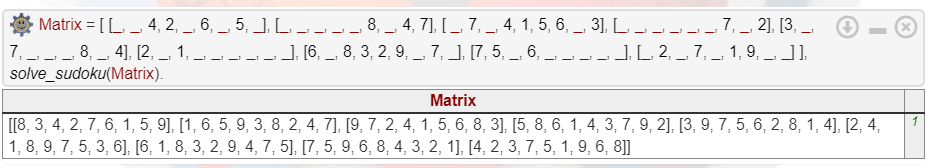 Matrix = [ [_, _, 4, 2, _, 6, _, 5, _], [_, _, _, _, _, 8, _, 4, 7], [ _, 7, _, 4, 1, 5, 6, _, 3], [_, _, _, _, _, _, 7, _, 2], [3, _,
7, _, _, _, 8, _, 4], [2, _, 1, _, _, _, _, _, _], [6, _, 8, 3, 2, 9, _, 7, _], [7, 5, _, 6, _, _, _, _, _], [_, 2, _, 7, _, 1, 9, _, _] ],
solve_sudoku(Matrix).
Matrix
[[8, 3, 4, 2, 7, 6, 1, 5, 9], [1, 6, 5, 9, 3, 8, 2, 4, 7], [9, 7, 2, 4, 1, 5, 6, 8, 3], [5, 8, 6, 1, 4, 3, 7, 9, 2], [3, 9, 7, 5, 6, 2, 8, 1, 4], [2, 4, 1
1, 8, 9, 7, 5, 3, 6], [6, 1, 8, 3, 2, 9, 4, 7, 5], [7, 5, 9, 6, 8, 4, 3, 2, 1], [4, 2, 3, 7, 5, 1, 9, 6, 8]]